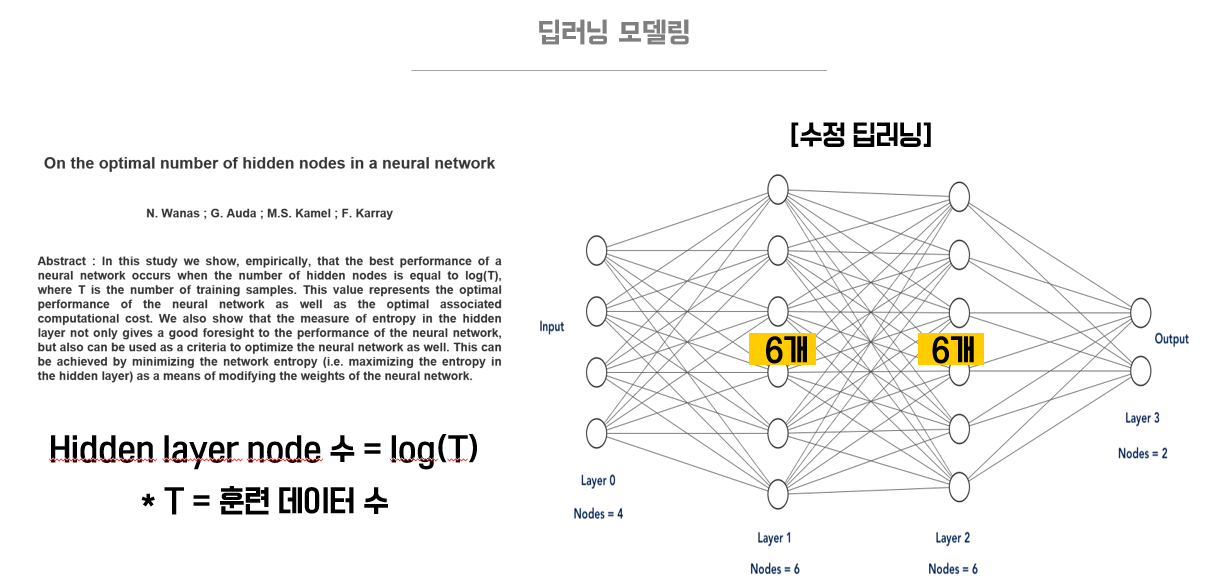 딥러닝 모델링
On the optimal number of hidden nodes in a neural network
N. Wanas ; G. Auda ; M.S. Kamel ; F. Karray
Abstract : In this study we show, empirically, that the best performance of a
neural network occurs when the number of hidden nodes is equal to log(T),
where T is the number of training samples. This value represents the optimal
performance of the neural network as well as the optimal associated
computational cost. We also show that the measure of entropy in the hidden
layer not only gives a good foresight to the performance of the neural network,
but also can be used as a criteria to optimize the neural network as well. This can
be achieved by minimizing the network entropy (i.e. maximizing the entropy in
the hidden layer) as a means of modifying the weights of the neural network.
Hidden layer node 수 = log(T)
* T = 훈련 데이터 수
[수정 딥러닝]
Input
6개
6개
Output
Layer 0
Nodes = 4
Layer 1
Nodes = 6
Layer 2
Nodes = 6
Layer 3
Nodes = 2